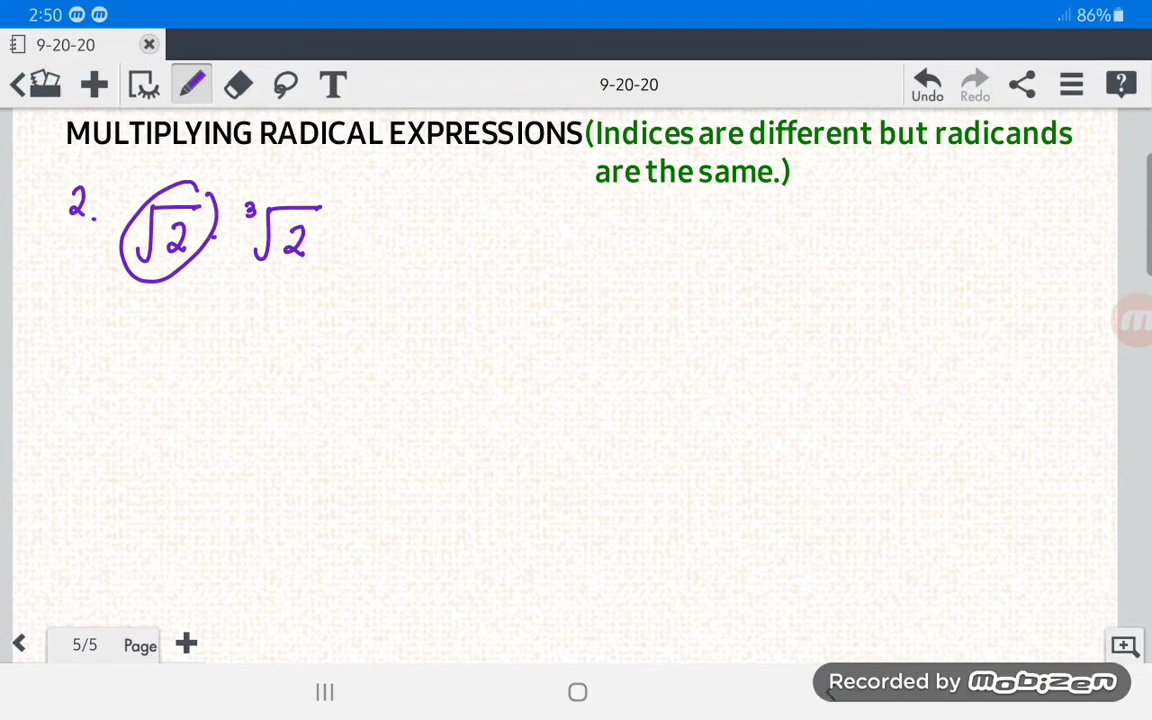 2:50 86%
9-20-20
T 9-20-20 Undo Redo ?
MULTIPLYING RADICAL EXPRESSIONS(Indices are different but radicands
are the same.)
2. √2 · ³√2
5/5 Page
Recorded by mobizen